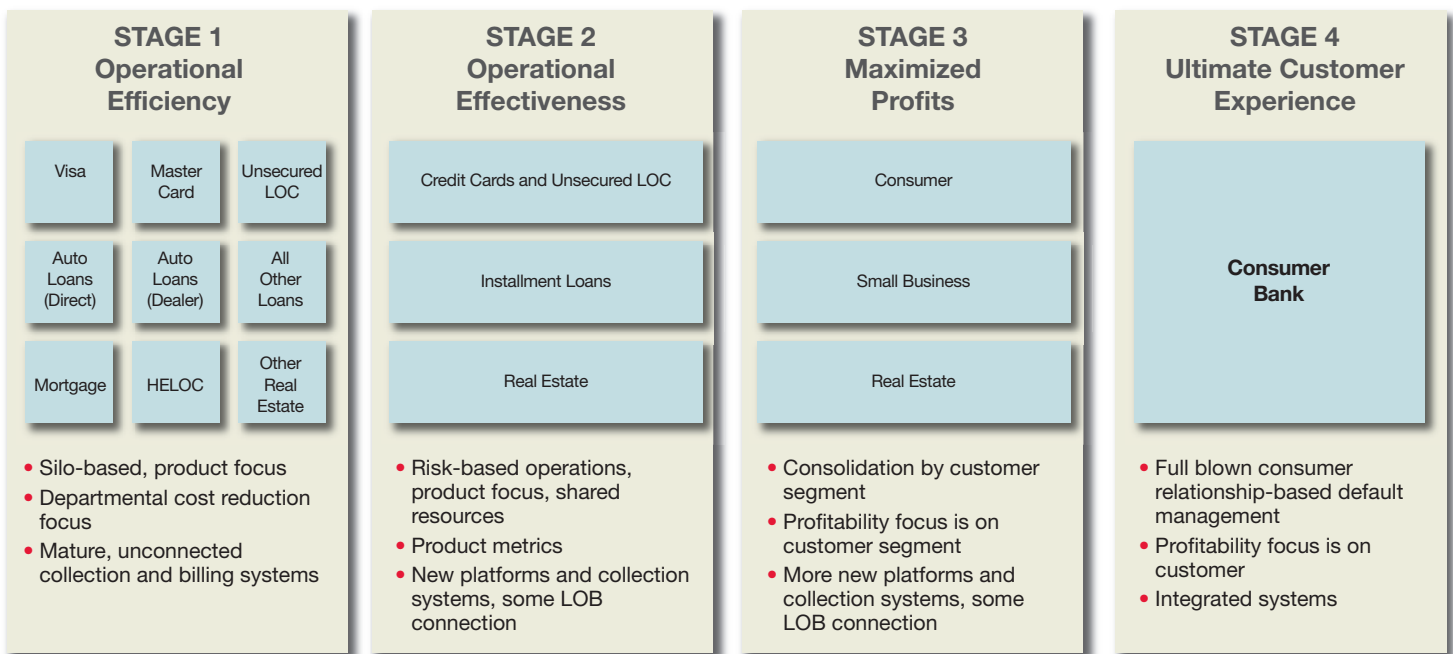 STAGE 1
Operational
Efficiency
Visa
Master
Card
Unsecured
LOC
Auto
Loans
(Direct)
Auto
Loans
(Dealer)
All
Other
Loans
Mortgage
HELOC
Other
Real
Estate
• Silo-based, product focus
• Departmental cost reduction
focus
• Mature, unconnected
collection and billing systems
STAGE 2
Operational
Effectiveness
Credit Cards and Unsecured LOC
Installment Loans
Real Estate
• Risk-based operations,
product focus, shared
resources
• Product metrics
• New platforms and collection
systems, some LOB
connection
STAGE 3
Maximized
Profits
Consumer
Small Business
Real Estate
• Consolidation by customer
segment
• Profitability focus is on
customer segment
• More new platforms and
collection systems, some
LOB connection
STAGE 4
Ultimate Customer
Experience
Consumer
Bank
• Full blown consumer
relationship-based default
management
• Profitability focus is on
customer
• Integrated systems